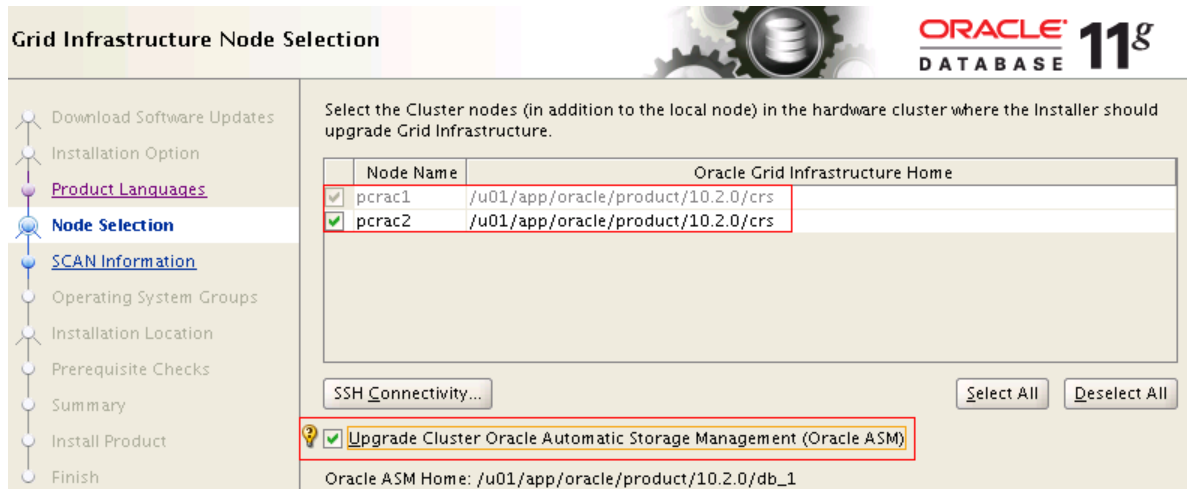 Grid Infrastructure Node Selection
ORACLE
DATABASE
11g
Download Software Updates
Installation Option
Product Languages
Node Selection
SCAN Information
Operating System Groups
Installation Location
Prerequisite Checks
Summary
Install Product
Finish
Select the Cluster nodes (in addition to the local node) in the hardware cluster where the Installer should
upgrade Grid Infrastructure.
Node Name Oracle Grid Infrastructure Home
pcrac1 /u01/app/oracle/product/10.2.0/crs
pcrac2 /u01/app/oracle/product/10.2.0/crs
SSH Connectivity... Select All Deselect All
Upgrade Cluster Oracle Automatic Storage Management (Oracle ASM)
Oracle ASM Home: /u01/app/oracle/product/10.2.0/db_1